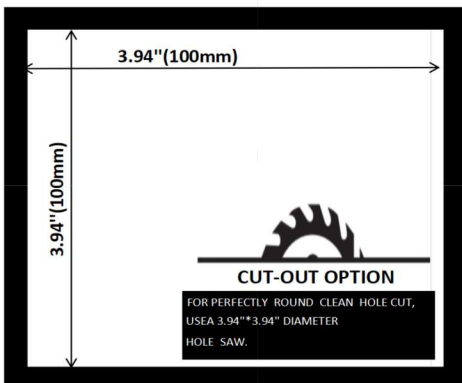 3.94"(100mm)
3.94"(100mm)
CUT-OUT OPTION
FOR PERFECTLY ROUND CLEAN HOLE CUT,
USEA 3.94"*3.94" DIAMETER
HOLE SAW.